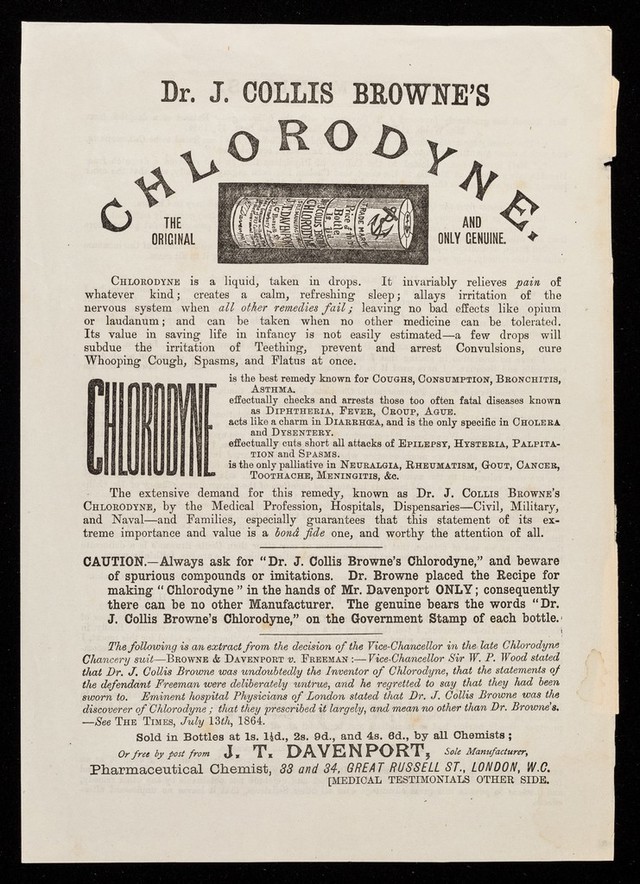 Dr. J. COLLIS BROWNE'S
CHLORODYNE.
THE
ORIGINAL
AND
ONLY GENUINE.
CHLORODYNE is a liquid, taken in drops. It invariably relieves pain of
whatever kind; creates a calm, refreshing sleep; allays irritation of the
nervous system when all other remedies fail; leaving no bad effects like opium
or laudanum; and can be taken when no other medicine can be tolerated.
Its value in saving life in infancy is not easily estimated—a few drops will
subdue the irritation of Teething, prevent and arrest Convulsions, cure
Whooping Cough, Spasms, and Flatus at once.
CHLORODYNE
is the best remedy known for COUGHS, CONSUMPTION, BRONCHITIS,
ASTHMA.
effectually checks and arrests those too often fatal diseases known
as DIPHTHERIA, FEVER, CROUP, AGUE.
acts like a charm in DIARRHŒA, and is the only specific in CHOLERA
and DYSENTERY.
effectually cuts short all attacks of EPILEPSY, HYSTERIA, PALPITA-
TION and SPASMS.
is the only palliative in NEURALGIA, RHEUMATISM, GOUT, CANCER,
TOOTHACHE, MENINGITIS, &c.
The extensive demand for this remedy, known as Dr. J. COLLIS BROWNE'S
CHLORODYNE, by the Medical Profession, Hospitals, Dispensaries—Civil, Military,
and Naval—and Families, especially guarantees that this statement of its ex-
treme importance and value is a bonâ fide one, and worthy the attention of all.
CAUTION.—Always ask for "Dr. J. Collis Browne's Chlorodyne," and beware
of spurious compounds or imitations. Dr. Browne placed the Recipe for
making "Chlorodyne" in the hands of Mr. Davenport ONLY; consequently
there can be no other Manufacturer. The genuine bears the words "Dr.
J. Collis Browne's Chlorodyne," on the Government Stamp of each bottle.
The following is an extract from the decision of the Vice-Chancellor in the late Chlorodyne
Chancery suit—BROWNE & DAVENPORT v. FREEMAN:—Vice-Chancellor Sir W. P. Wood stated
that Dr. J. Collis Browne was undoubtedly the Inventor of Chlorodyne, that the statements of
the defendant Freeman were deliberately untrue, and he regretted to say that they had been
sworn to. Eminent hospital Physicians of London stated that Dr. J. Collis Browne was the
discoverer of Chlorodyne; that they prescribed it largely, and mean no other than Dr. Browne's.
—See THE TIMES, July 13th, 1864.
Sold in Bottles at 1s. 1½d., 2s. 9d., and 4s. 6d., by all Chemists;
Or free by post from J. T. DAVENPORT, Sole Manufacturer,
Pharmaceutical Chemist, 33 and 34, GREAT RUSSELL ST., LONDON, W.C.
[MEDICAL TESTIMONIALS OTHER SIDE.